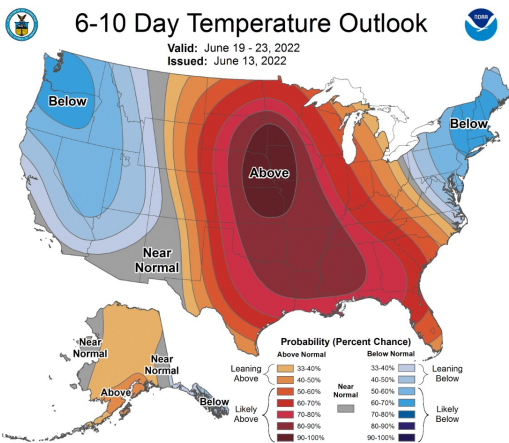 6-10 Day Temperature Outlook
NOAA
Valid: June 19 - 23, 2022
Issued: June 13, 2022
Below
Below
Above
Near
Normal
Near
Normal
Near
Normal
Above
Below
Probability (Percent Chance)
Above Normal
Below Normal
Leaning
Above
33-40%
40-50%
Likely
Above
50-60%
60-70%
70-80%
80-90%
90-100%
Near
Normal
33-40%
40-50%
Leaning
Below
50-60%
60-70%
70-80%
80-90%
90-100%
Likely
Below